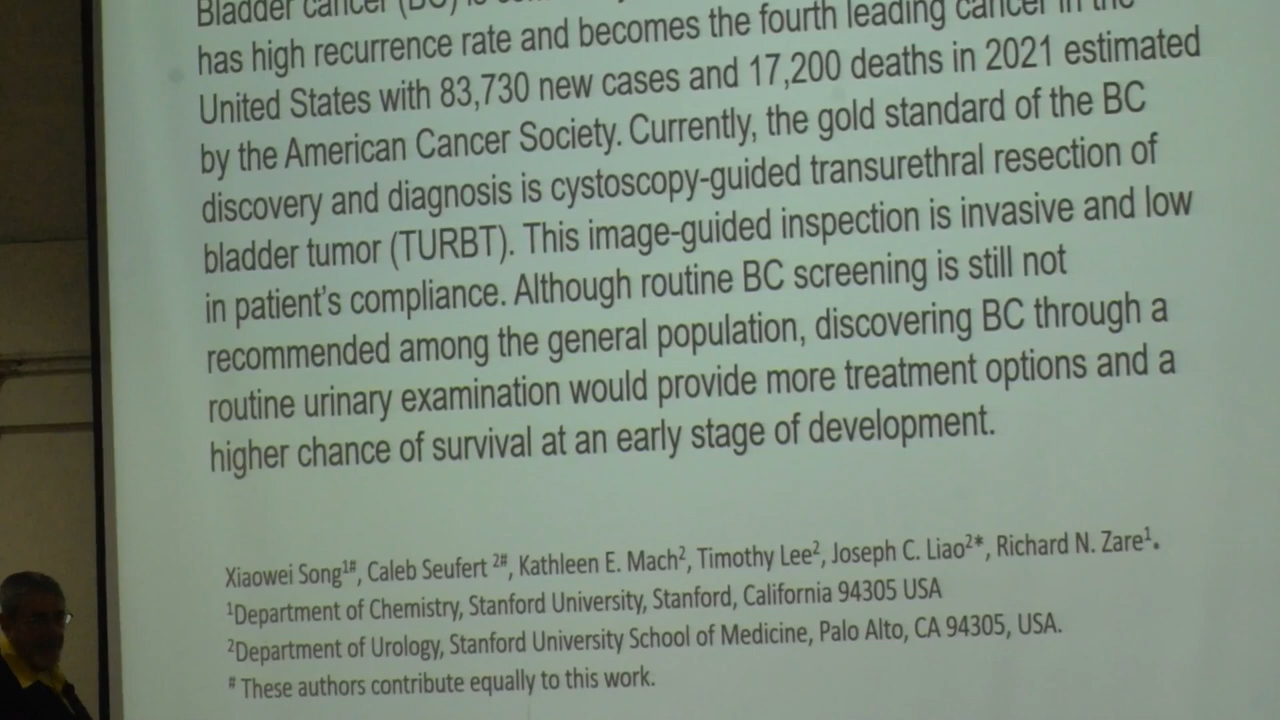 Bladder cancer (BC) is
has high recurrence rate and becomes the fourth leading cancer in the
United States with 83,730 new cases and 17,200 deaths in 2021 estimated
by the American Cancer Society. Currently, the gold standard of the BC
discovery and diagnosis is cystoscopy-guided transurethral resection of
bladder tumor (TURBT). This image-guided inspection is invasive and low
in patient's compliance. Although routine BC screening is still not
recommended among the general population, discovering BC through a
routine urinary examination would provide more treatment options and a
higher chance of survival at an early stage of development.
Xiaowei Song¹#, Caleb Seufert ²#, Kathleen E. Mach², Timothy Lee², Joseph C. Liao²*, Richard N. Zare¹.
¹Department of Chemistry, Stanford University, Stanford, California 94305 USA
²Department of Urology, Stanford University School of Medicine, Palo Alto, CA 94305, USA.
# These authors contribute equally to this work.